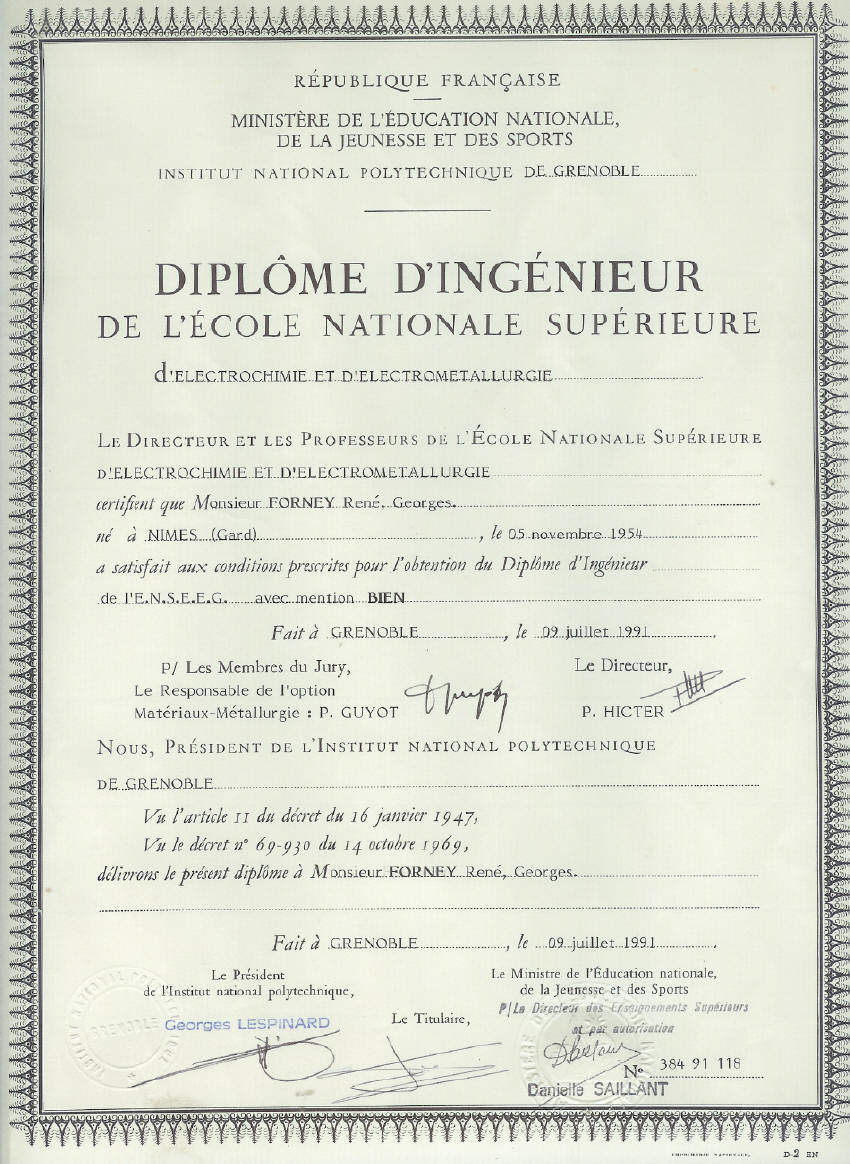 RÉPUBLIQUE FRANÇAISE
MINISTÈRE DE L'ÉDUCATION NATIONALE,
DE LA JEUNESSE ET DES SPORTS
INSTITUT NATIONAL POLYTECHNIQUE DE GRENOBLE
DIPLÔME D'INGÉNIEUR
DE L'ÉCOLE NATIONALE SUPÉRIEURE
d'ELECTROCHIMIE ET D'ELECTROMETALLURGIE
LE DIRECTEUR ET LES PROFESSEURS DE L'ÉCOLE NATIONALE SUPÉRIEURE
D'ELECTROCHIMIE ET D'ELECTROMETALLURGIE
certifient que Monsieur FORNEY René, Georges.
né à NIMES (Gard), le 05 novembre 1954
a satisfait aux conditions prescrites pour l'obtention du Diplôme d'Ingénieur
de l'E.N.S.E.E.G. avec mention BIEN
Fait à GRENOBLE, le 09 juillet 1991.
P/ Les Membres du Jury, Le Directeur,
Le Responsable de l'option
Matériaux-Métallurgie : P. GUYOT P. HICTER
NOUS, PRÉSIDENT DE L'INSTITUT NATIONAL POLYTECHNIQUE
DE GRENOBLE
Vu l'article 11 du décret du 16 janvier 1947,
Vu le décret n° 69-930 du 14 octobre 1969,
délivrons le présent diplôme à Monsieur FORNEY René, Georges.
Fait à GRENOBLE, le 09 juillet 1991.
Le Président
de l'Institut national polytechnique,
Le Ministre de l'Éducation nationale,
de la Jeunesse et des Sports
P/Le Directeur des Enseignements Supérieurs
et par autorisation
Georges LESPINARD
Le Titulaire,
N° 384 91 118
Danielle SAILLANT
GRENOBLE
IMPRIMERIE NATIONALE.
D-2 EN